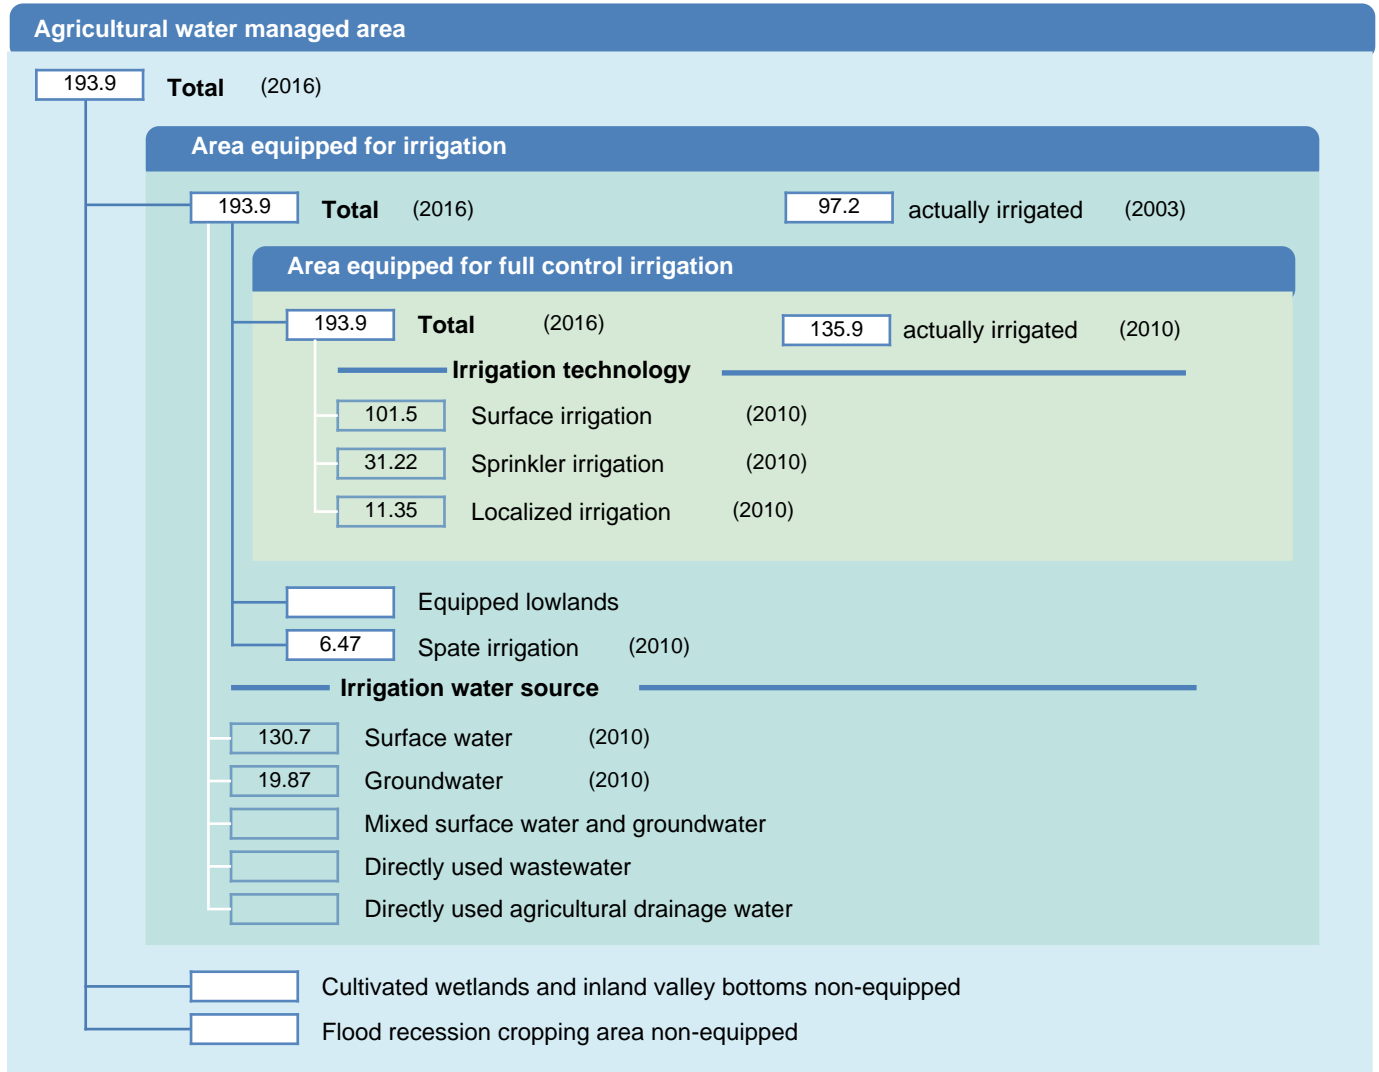 Agricultural water managed area
193.9 Total (2016)
Area equipped for irrigation
193.9 Total (2016) 97.2 actually irrigated (2003)
Area equipped for full control irrigation
193.9 Total (2016) 135.9 actually irrigated (2010)
Irrigation technology
101.5 Surface irrigation (2010)
31.22 Sprinkler irrigation (2010)
11.35 Localized irrigation (2010)
Equipped lowlands
6.47 Spate irrigation (2010)
Irrigation water source
130.7 Surface water (2010)
19.87 Groundwater (2010)
Mixed surface water and groundwater
Directly used wastewater
Directly used agricultural drainage water
Cultivated wetlands and inland valley bottoms non-equipped
Flood recession cropping area non-equipped